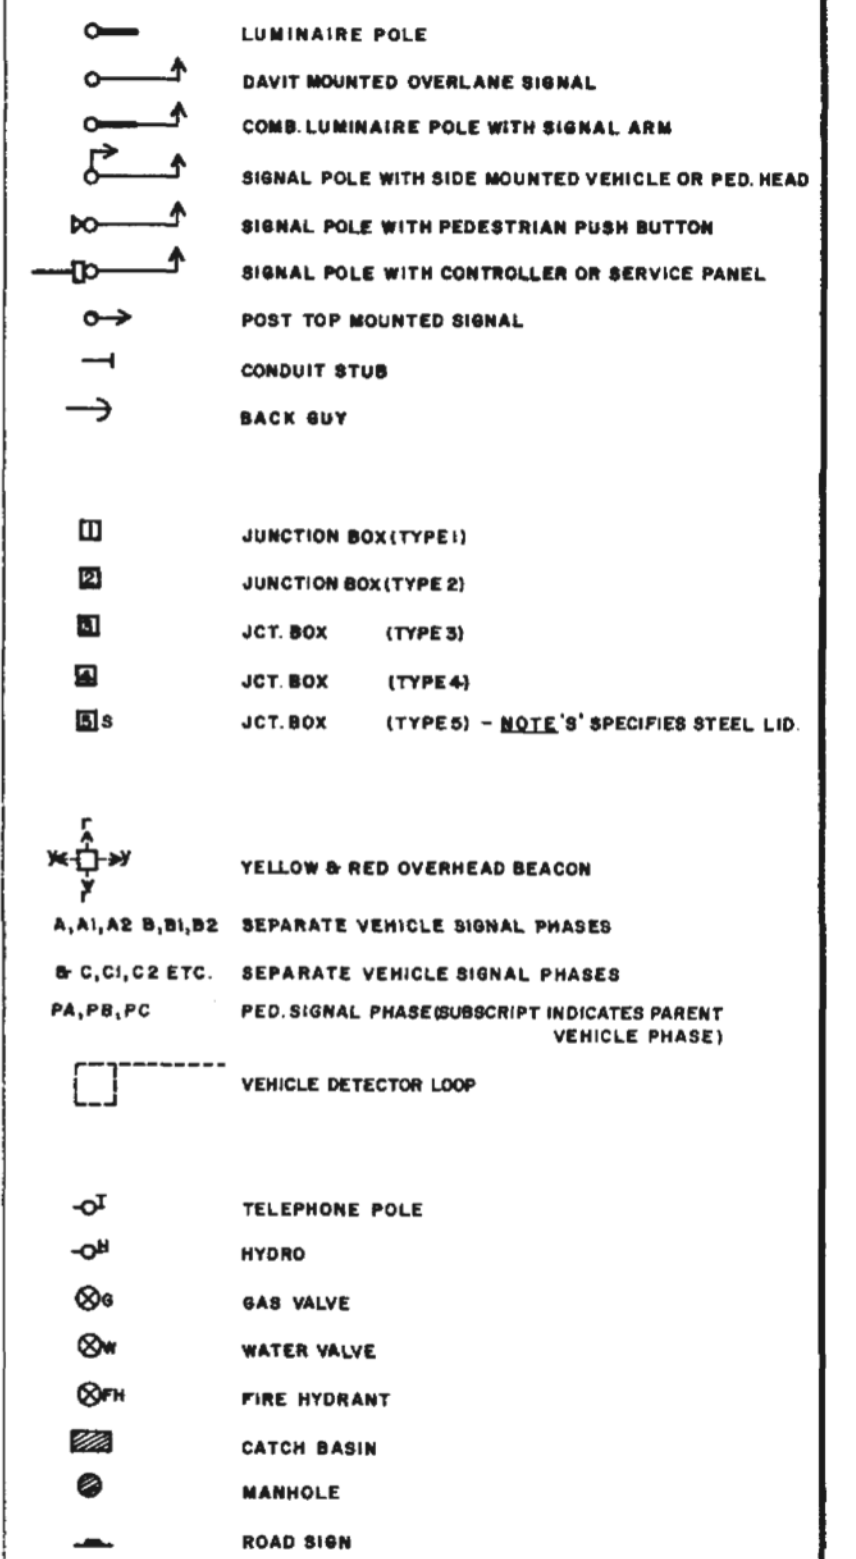 LUMINAIRE POLE
DAVIT MOUNTED OVERLANE SIGNAL
COMB. LUMINAIRE POLE WITH SIGNAL ARM
SIGNAL POLE WITH SIDE MOUNTED VEHICLE OR PED. HEAD
SIGNAL POLE WITH PEDESTRIAN PUSH BUTTON
SIGNAL POLE WITH CONTROLLER OR SERVICE PANEL
POST TOP MOUNTED SIGNAL
CONDUIT STUB
BACK GUY
1 JUNCTION BOX (TYPE 1)
2 JUNCTION BOX (TYPE 2)
3 JCT. BOX (TYPE 3)
4 JCT. BOX (TYPE 4)
5 S JCT. BOX (TYPE 5) - NOTE 'S' SPECIFIES STEEL LID.
r
y y YELLOW & RED OVERHEAD BEACON
r
A, A1, A2 B, B1, B2 SEPARATE VEHICLE SIGNAL PHASES
& C, C1, C2 ETC. SEPARATE VEHICLE SIGNAL PHASES
PA, PB, PC PED. SIGNAL PHASE (SUBSCRIPT INDICATES PARENT
VEHICLE PHASE)
VEHICLE DETECTOR LOOP
T TELEPHONE POLE
H HYDRO
G GAS VALVE
W WATER VALVE
FH FIRE HYDRANT
CATCH BASIN
MANHOLE
ROAD SIGN